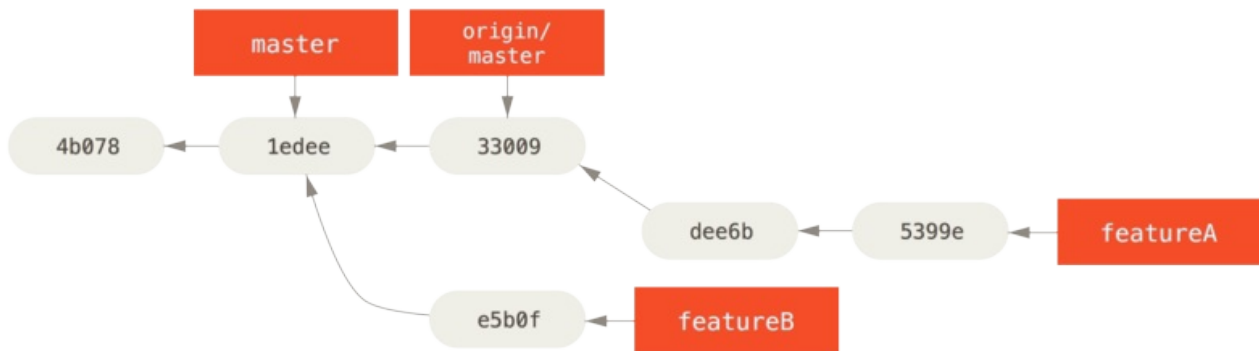 master
origin/
master
4b078
1edee
33009
dee6b
5399e
featureA
e5b0f
featureB